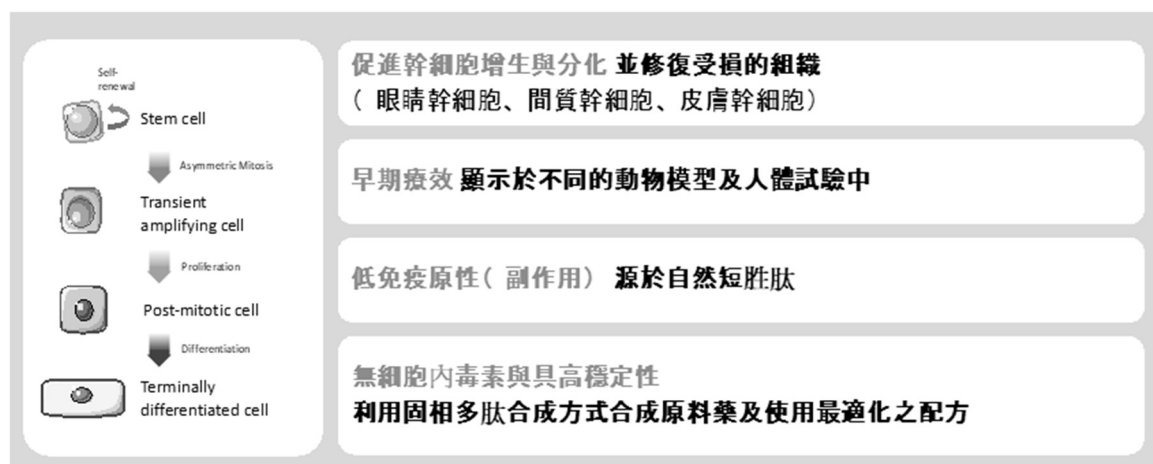 Self-
renewal
Stem cell
Asymmetric Mitosis
Transient
amplifying cell
Proliferation
Post-mitotic cell
Differentiation
Terminally
differentiated cell
促進幹細胞增生與分化 並修復受損的組織
( 眼睛幹細胞、間質幹細胞、皮膚幹細胞)
早期療效 顯示於不同的動物模型及人體試驗中
低免疫原性( 副作用) 源於自然短胜肽
無細胞內毒素與具高穩定性
利用固相多肽合成方式合成原料藥及使用最適化之配方